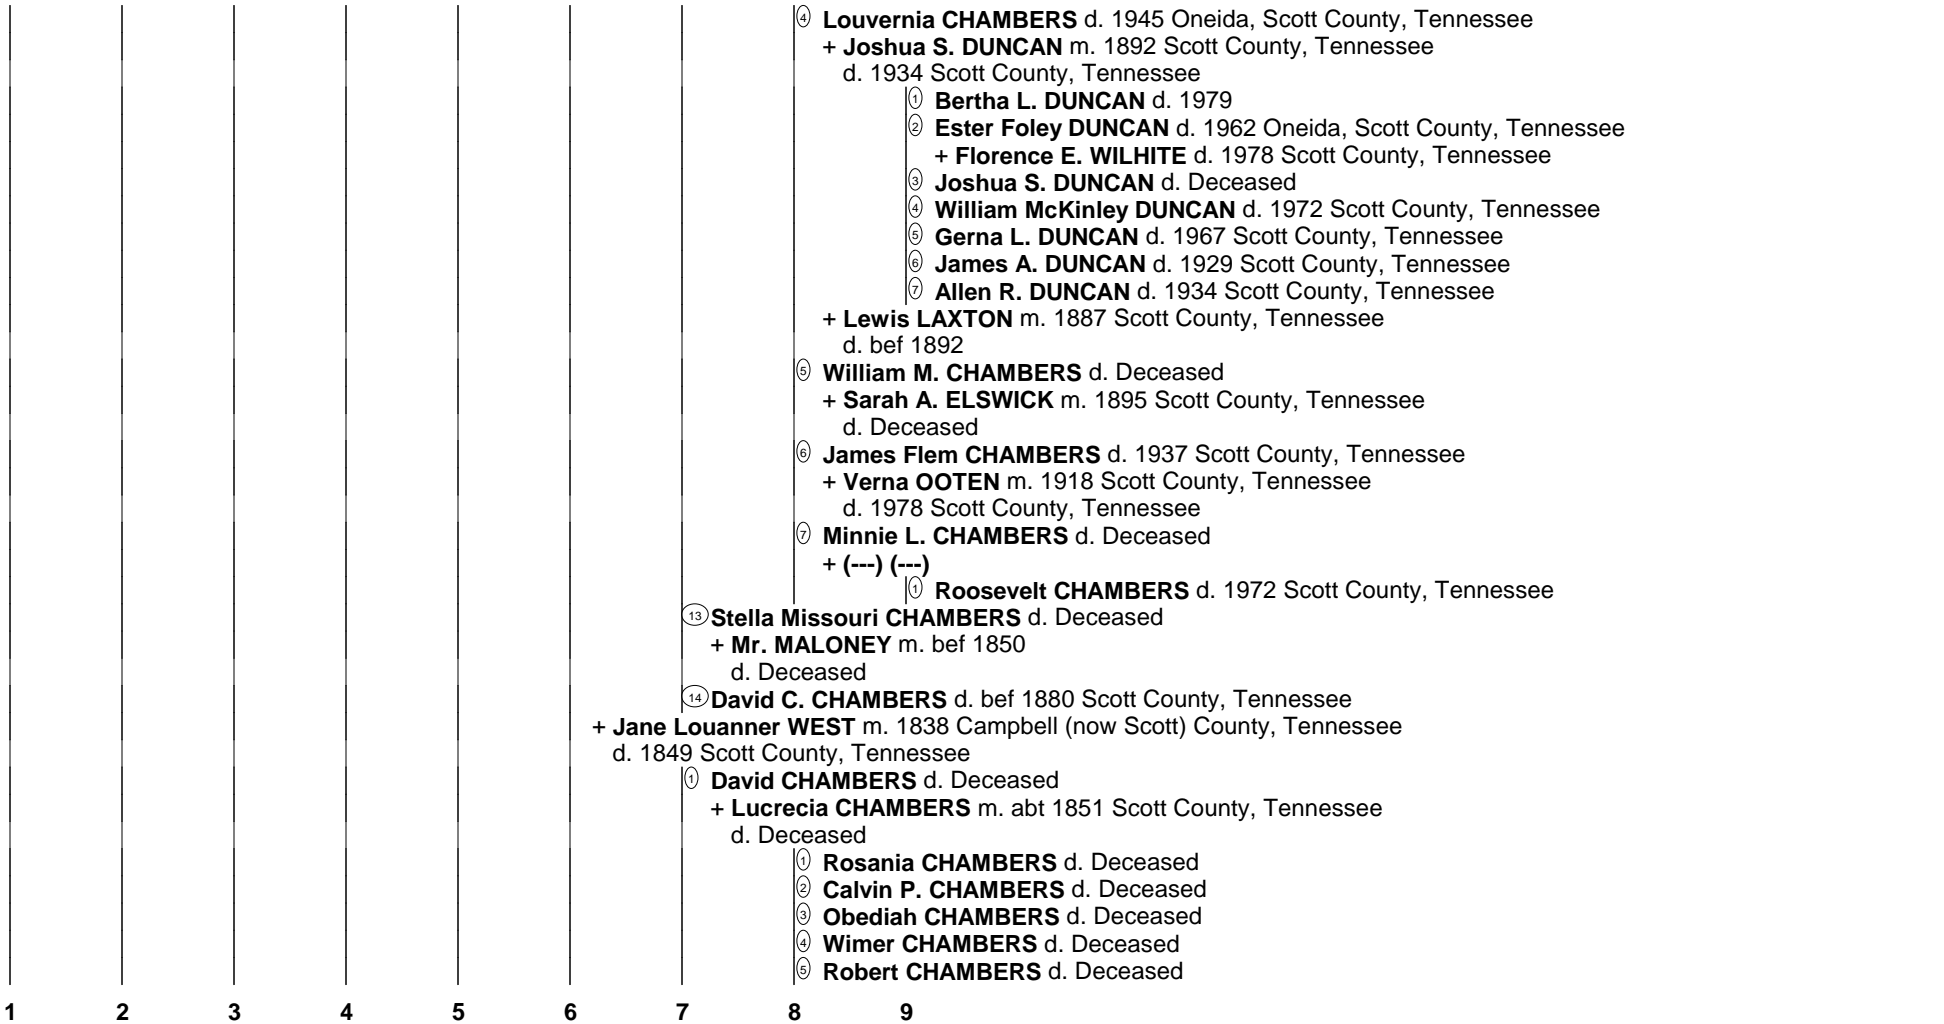 ④ Louvernia CHAMBERS d. 1945 Oneida, Scott County, Tennessee
+ Joshua S. DUNCAN m. 1892 Scott County, Tennessee
d. 1934 Scott County, Tennessee
① Bertha L. DUNCAN d. 1979
② Ester Foley DUNCAN d. 1962 Oneida, Scott County, Tennessee
+ Florence E. WILHITE d. 1978 Scott County, Tennessee
③ Joshua S. DUNCAN d. Deceased
④ William McKinley DUNCAN d. 1972 Scott County, Tennessee
⑤ Gerna L. DUNCAN d. 1967 Scott County, Tennessee
⑥ James A. DUNCAN d. 1929 Scott County, Tennessee
⑦ Allen R. DUNCAN d. 1934 Scott County, Tennessee
+ Lewis LAXTON m. 1887 Scott County, Tennessee
d. bef 1892
⑤ William M. CHAMBERS d. Deceased
+ Sarah A. ELSWICK m. 1895 Scott County, Tennessee
d. Deceased
⑥ James Flem CHAMBERS d. 1937 Scott County, Tennessee
+ Verna OOTEN m. 1918 Scott County, Tennessee
d. 1978 Scott County, Tennessee
⑦ Minnie L. CHAMBERS d. Deceased
+ (---) (---)
① Roosevelt CHAMBERS d. 1972 Scott County, Tennessee
⑬ Stella Missouri CHAMBERS d. Deceased
+ Mr. MALONEY m. bef 1850
d. Deceased
⑭ David C. CHAMBERS d. bef 1880 Scott County, Tennessee
+ Jane Louanner WEST m. 1838 Campbell (now Scott) County, Tennessee
d. 1849 Scott County, Tennessee
① David CHAMBERS d. Deceased
+ Lucrecia CHAMBERS m. abt 1851 Scott County, Tennessee
d. Deceased
① Rosania CHAMBERS d. Deceased
② Calvin P. CHAMBERS d. Deceased
③ Obediah CHAMBERS d. Deceased
④ Wimer CHAMBERS d. Deceased
⑤ Robert CHAMBERS d. Deceased
1 2 3 4 5 6 7 8 9